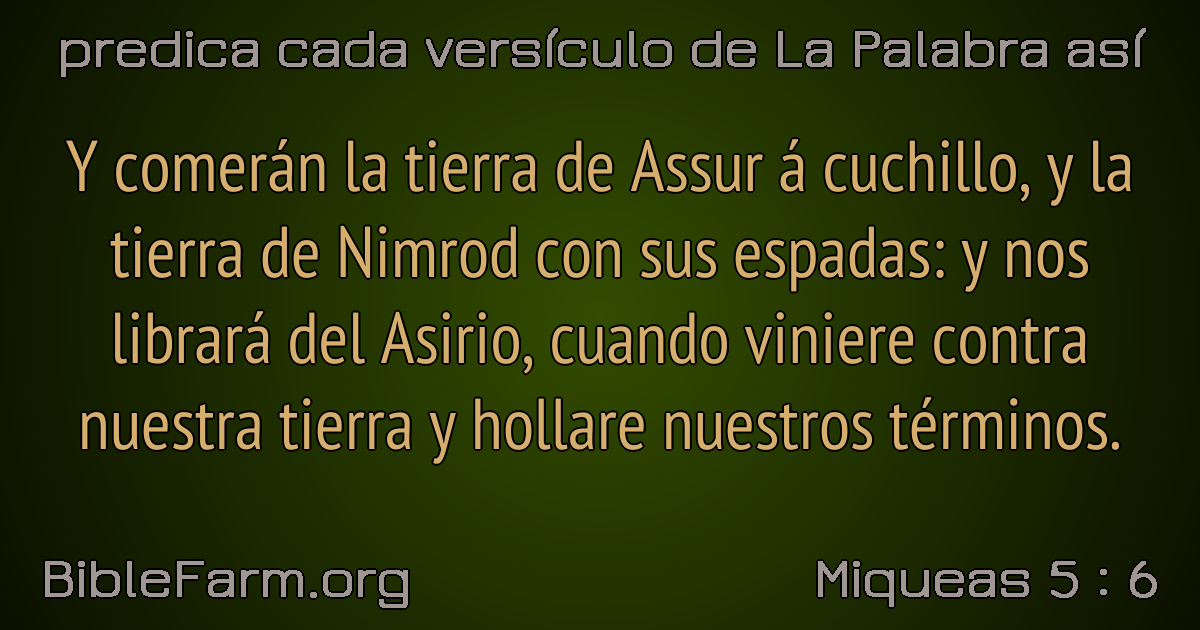 predica cada versículo de La Palabra así
Y comerán la tierra de Assur á cuchillo, y la
tierra de Nimrod con sus espadas: y nos
librará del Asirio, cuando viniere contra
nuestra tierra y hollare nuestros términos.
BibleFarm.org
Miqueas 5 : 6